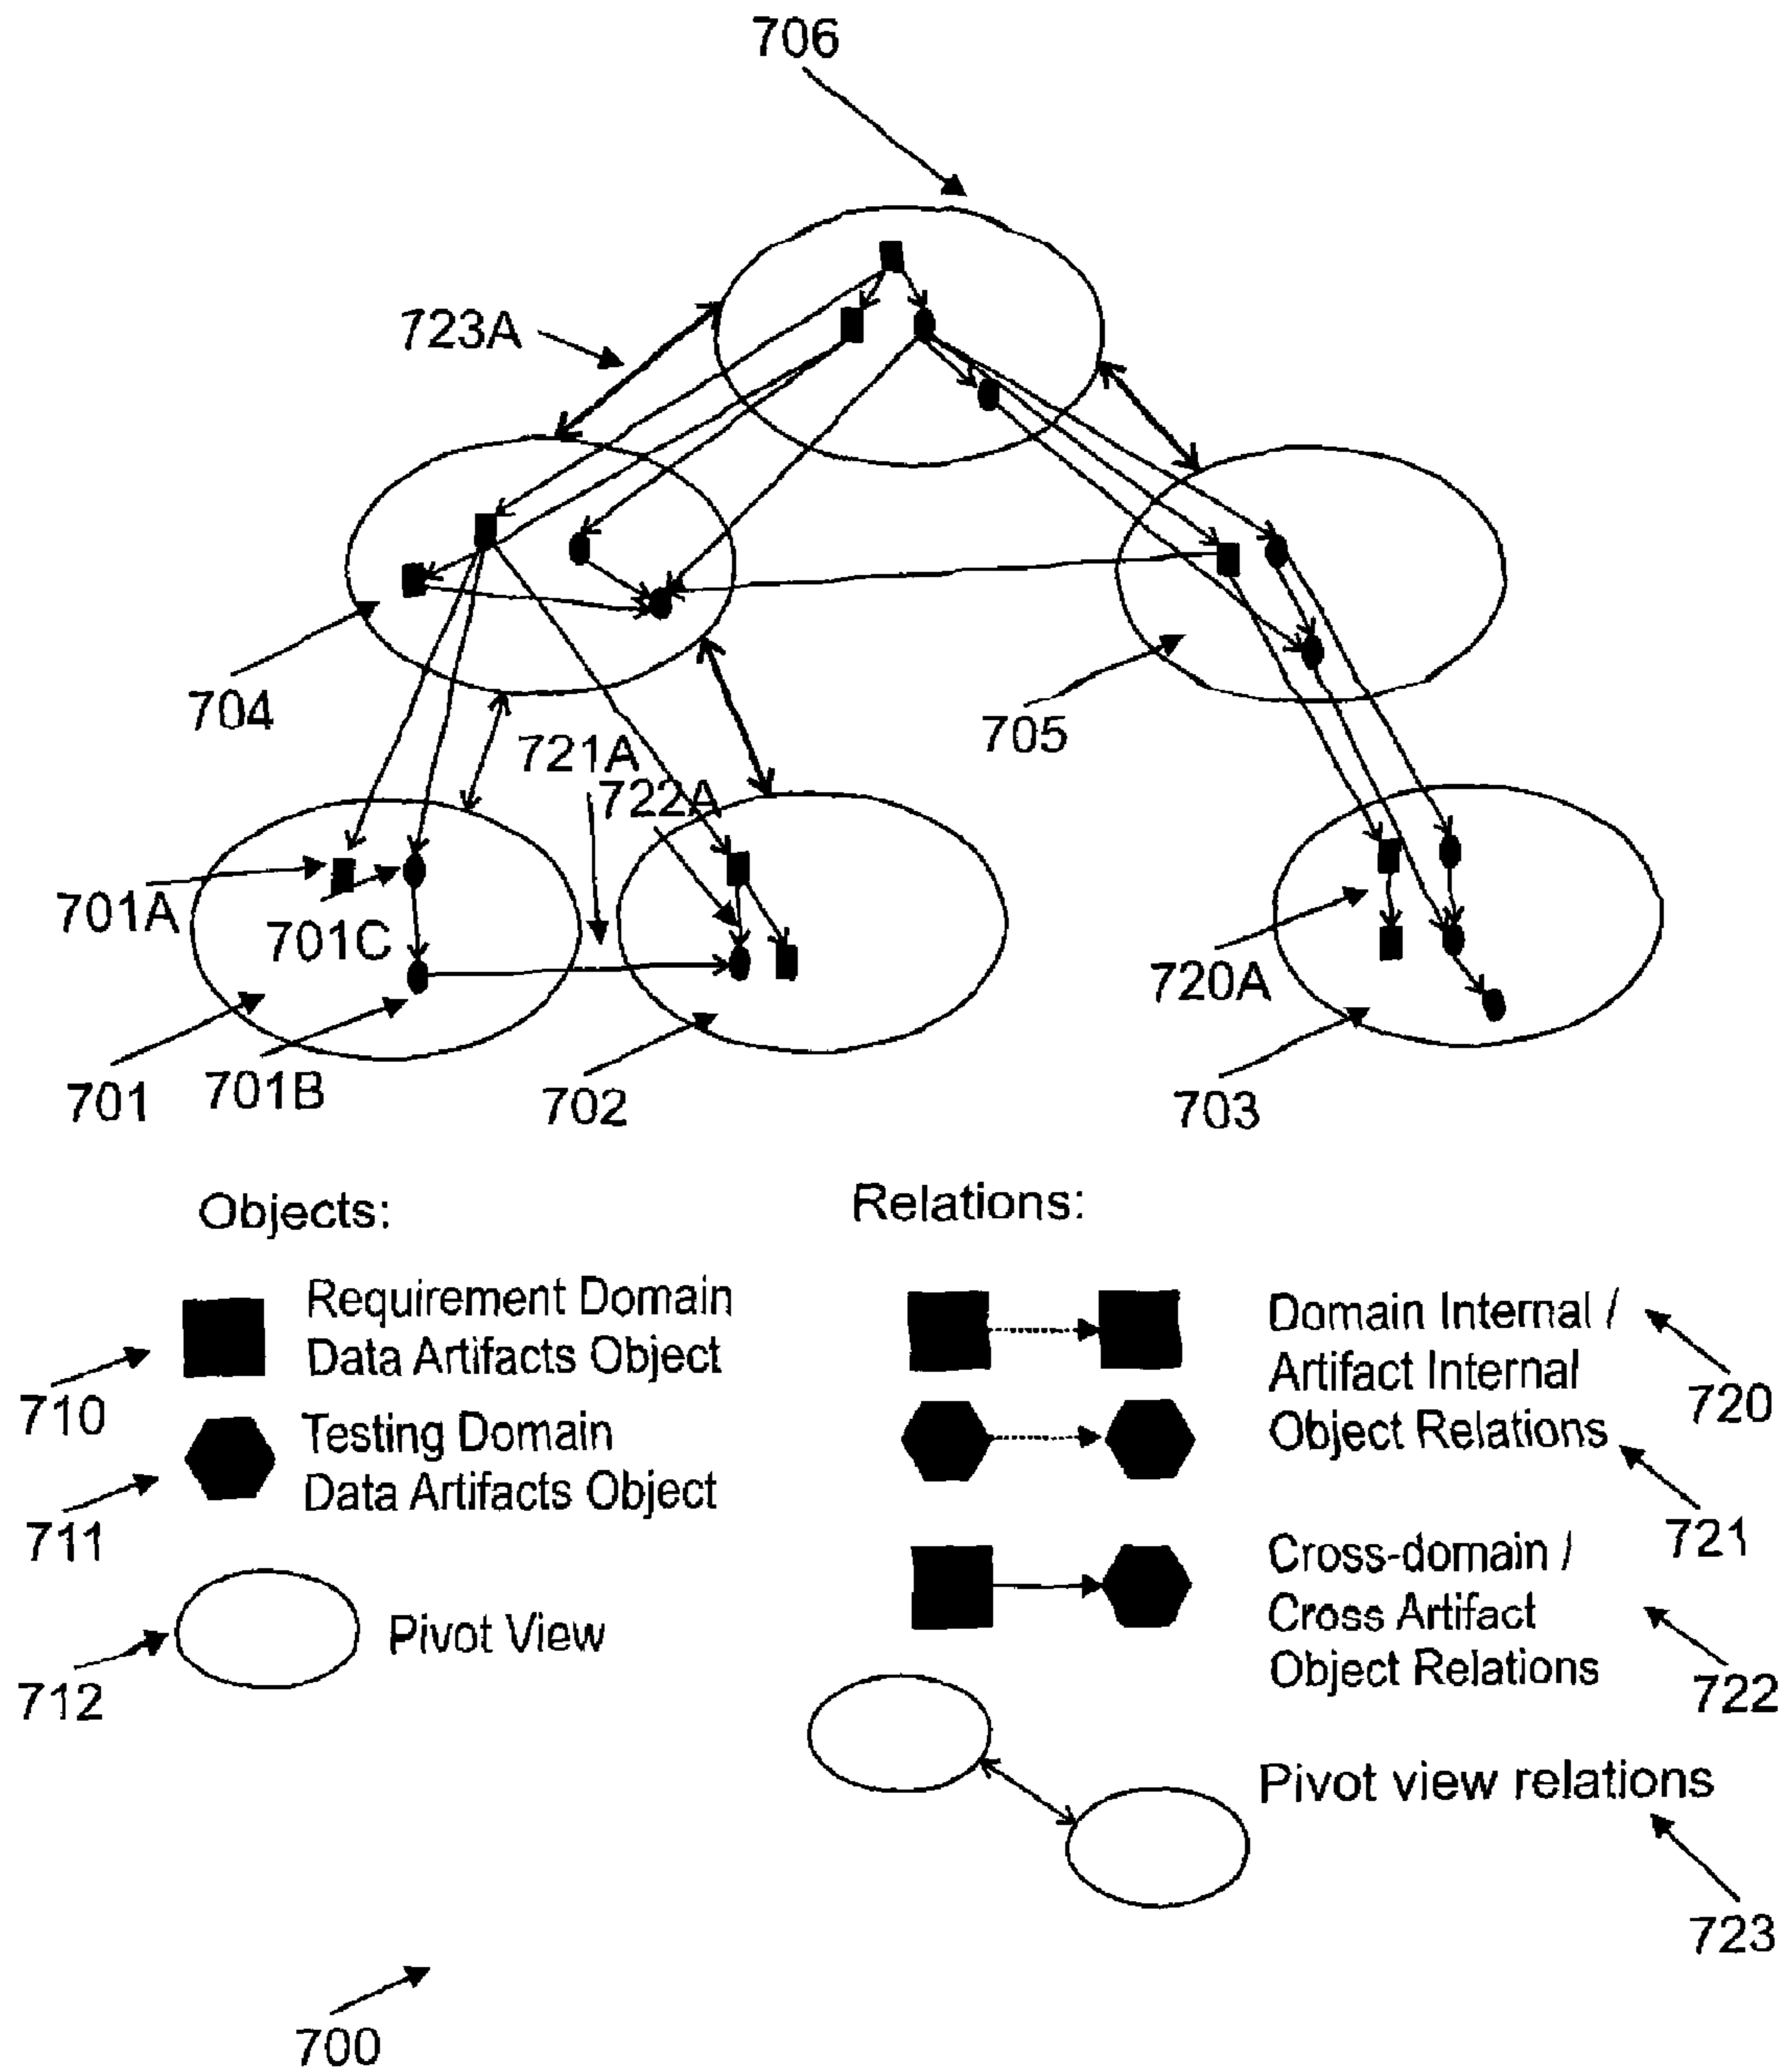 706
723A
704
721A
722A
705
701A
701C
720A
701
701B
702
703
Objects:
Relations:
Requirement Domain
Data Artifacts Object
710
Domain Internal /
Artifact Internal
Object Relations
720
Testing Domain
Data Artifacts Object
711
721
Cross-domain /
Cross Artifact
Object Relations
722
Pivot View
712
Pivot view relations
723
700